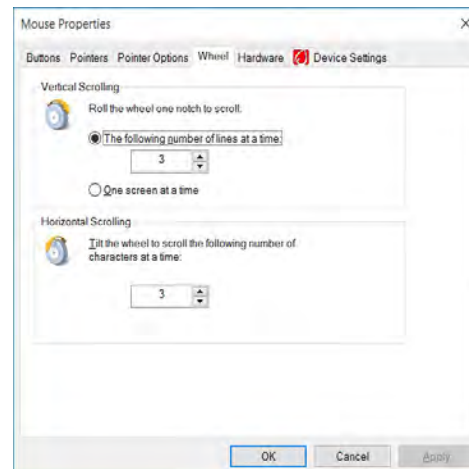 Mouse Properties
Buttons Pointers Pointer Options Wheel Hardware Device Settings
Vertical Scrolling
Roll the wheel one notch to scroll.
The following number of lines at a time:
3
One screen at a time
Horizontal Scrolling
Tilt the wheel to scroll the following number of
characters at a time:
3
OK Cancel Apply